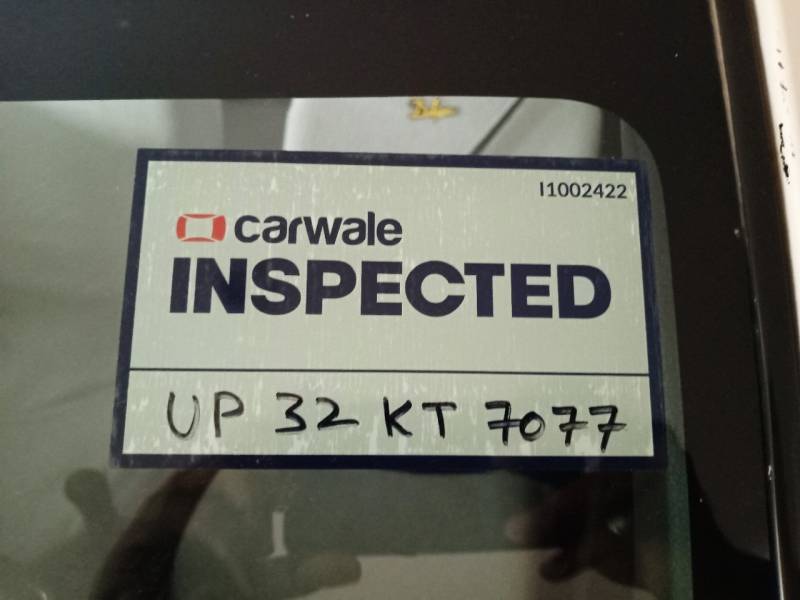 I1002422
carwale
INSPECTED
UP 32 KT 7077